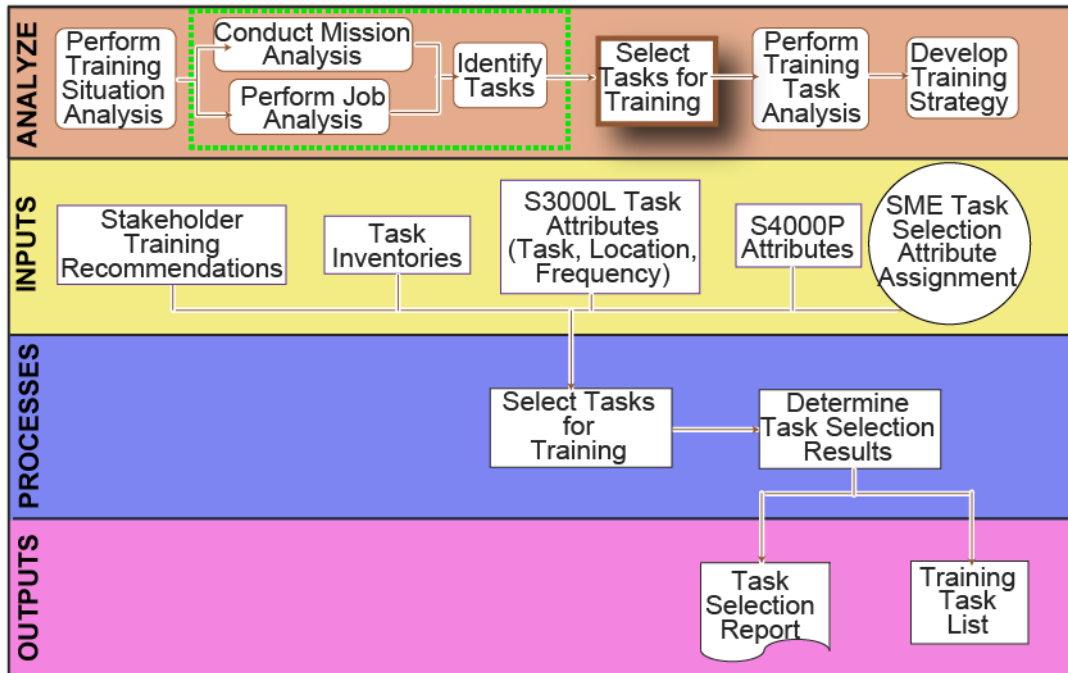 ANALYZE
Perform
Training
Situation
Analysis
Conduct Mission
Analysis
Perform Job
Analysis
Identify
Tasks
Select
Tasks for
Training
Perform
Training
Task
Analysis
Develop
Training
Strategy
INPUTS
Stakeholder
Training
Recommendations
Task
Inventories
S3000L Task
Attributes
(Task, Location,
Frequency)
S4000P
Attributes
SME Task
Selection
Attribute
Assignment
PROCESSES
Select Tasks
for
Training
Determine
Task Selection
Results
OUTPUTS
Task
Selection
Report
Training
Task
List